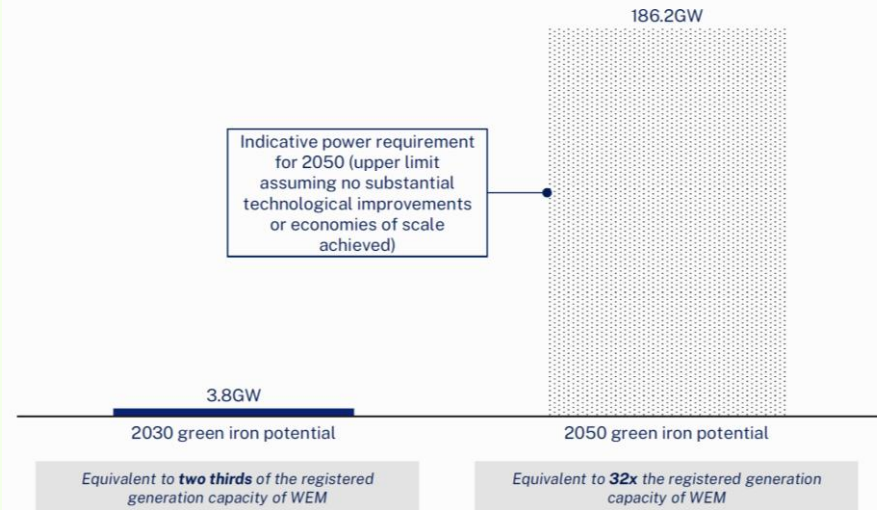 186.2GW
Indicative power requirement
for 2050 (upper limit
assuming no substantial
technological improvements
or economies of scale
achieved)
3.8GW
2030 green iron potential
2050 green iron potential
Equivalent to two thirds of the registered
generation capacity of WEM
Equivalent to 32x the registered generation
capacity of WEM